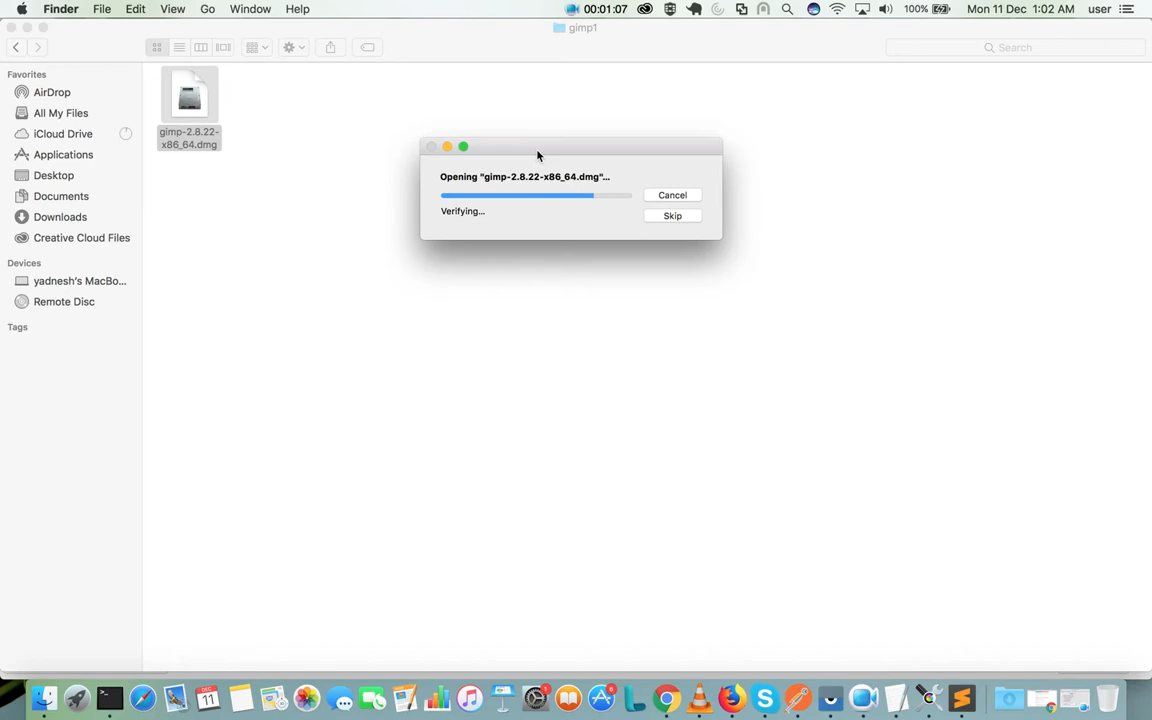 Finder File Edit View Go Window Help 00:01:07 100% Mon 11 Dec 1:02 AM user
gimp1
Search
Favorites
AirDrop
All My Files
iCloud Drive
Applications
Desktop
Documents
Downloads
Creative Cloud Files
Devices
yadnesh's MacBo...
Remote Disc
Tags
gimp-2.8.22-
x86_64.dmg
Opening "gimp-2.8.22-x86_64.dmg"...
Cancel
Verifying...
Skip
DEC
11